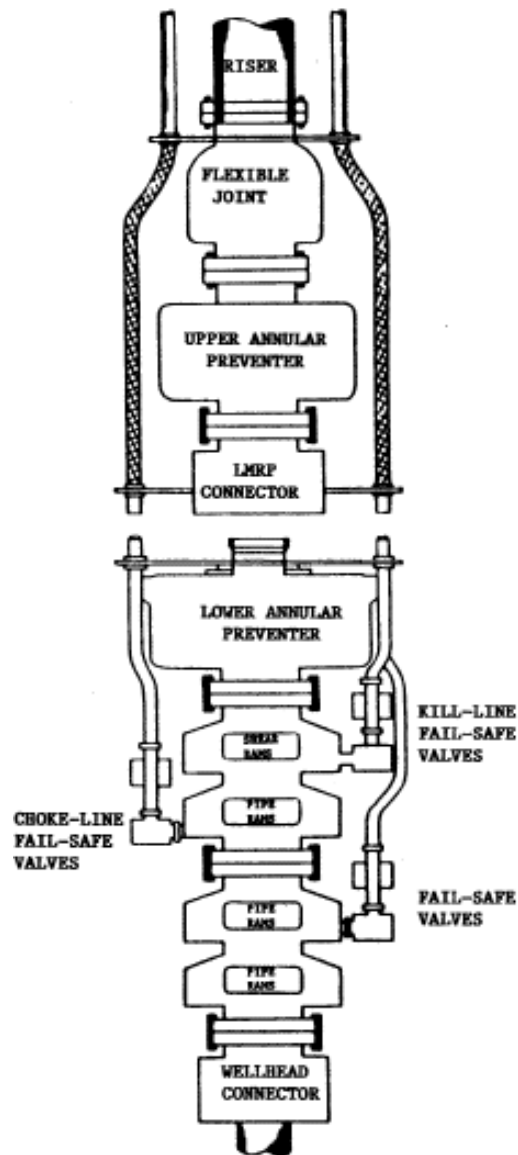 RISER
FLEXIBLE
JOINT
UPPER ANNULAR
PREVENTER
LMRP
CONNECTOR
LOWER ANNULAR
PREVENTER
KILL-LINE
FAIL-SAFE
VALVES
SHEAR
RAMS
PIPE
RAMS
CHOKE-LINE
FAIL-SAFE
VALVES
FAIL-SAFE
VALVES
PIPE
RAMS
PIPE
RAMS
WELLHEAD
CONNECTOR